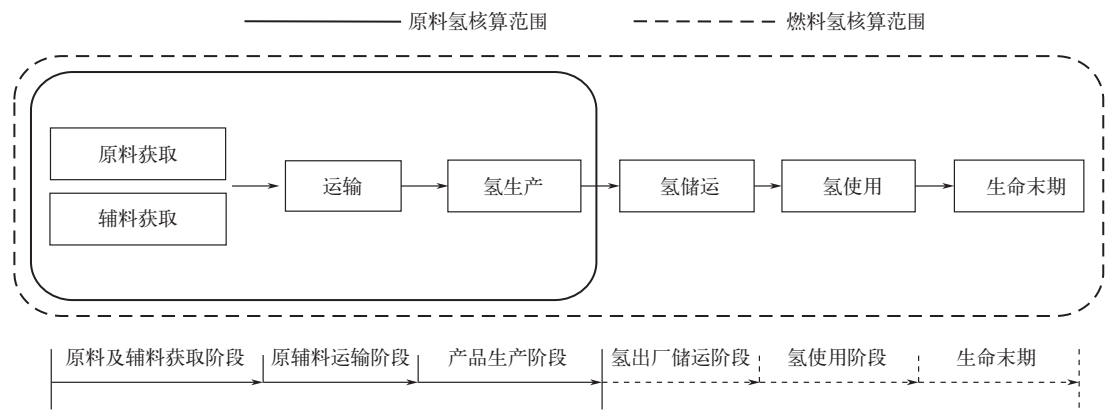 原料氢核算范围
燃料氢核算范围
原料获取
辅料获取
运输
氢生产
氢储运
氢使用
生命末期
原料及辅料获取阶段
原辅料运输阶段
产品生产阶段
氢出厂储运阶段
氢使用阶段
生命末期